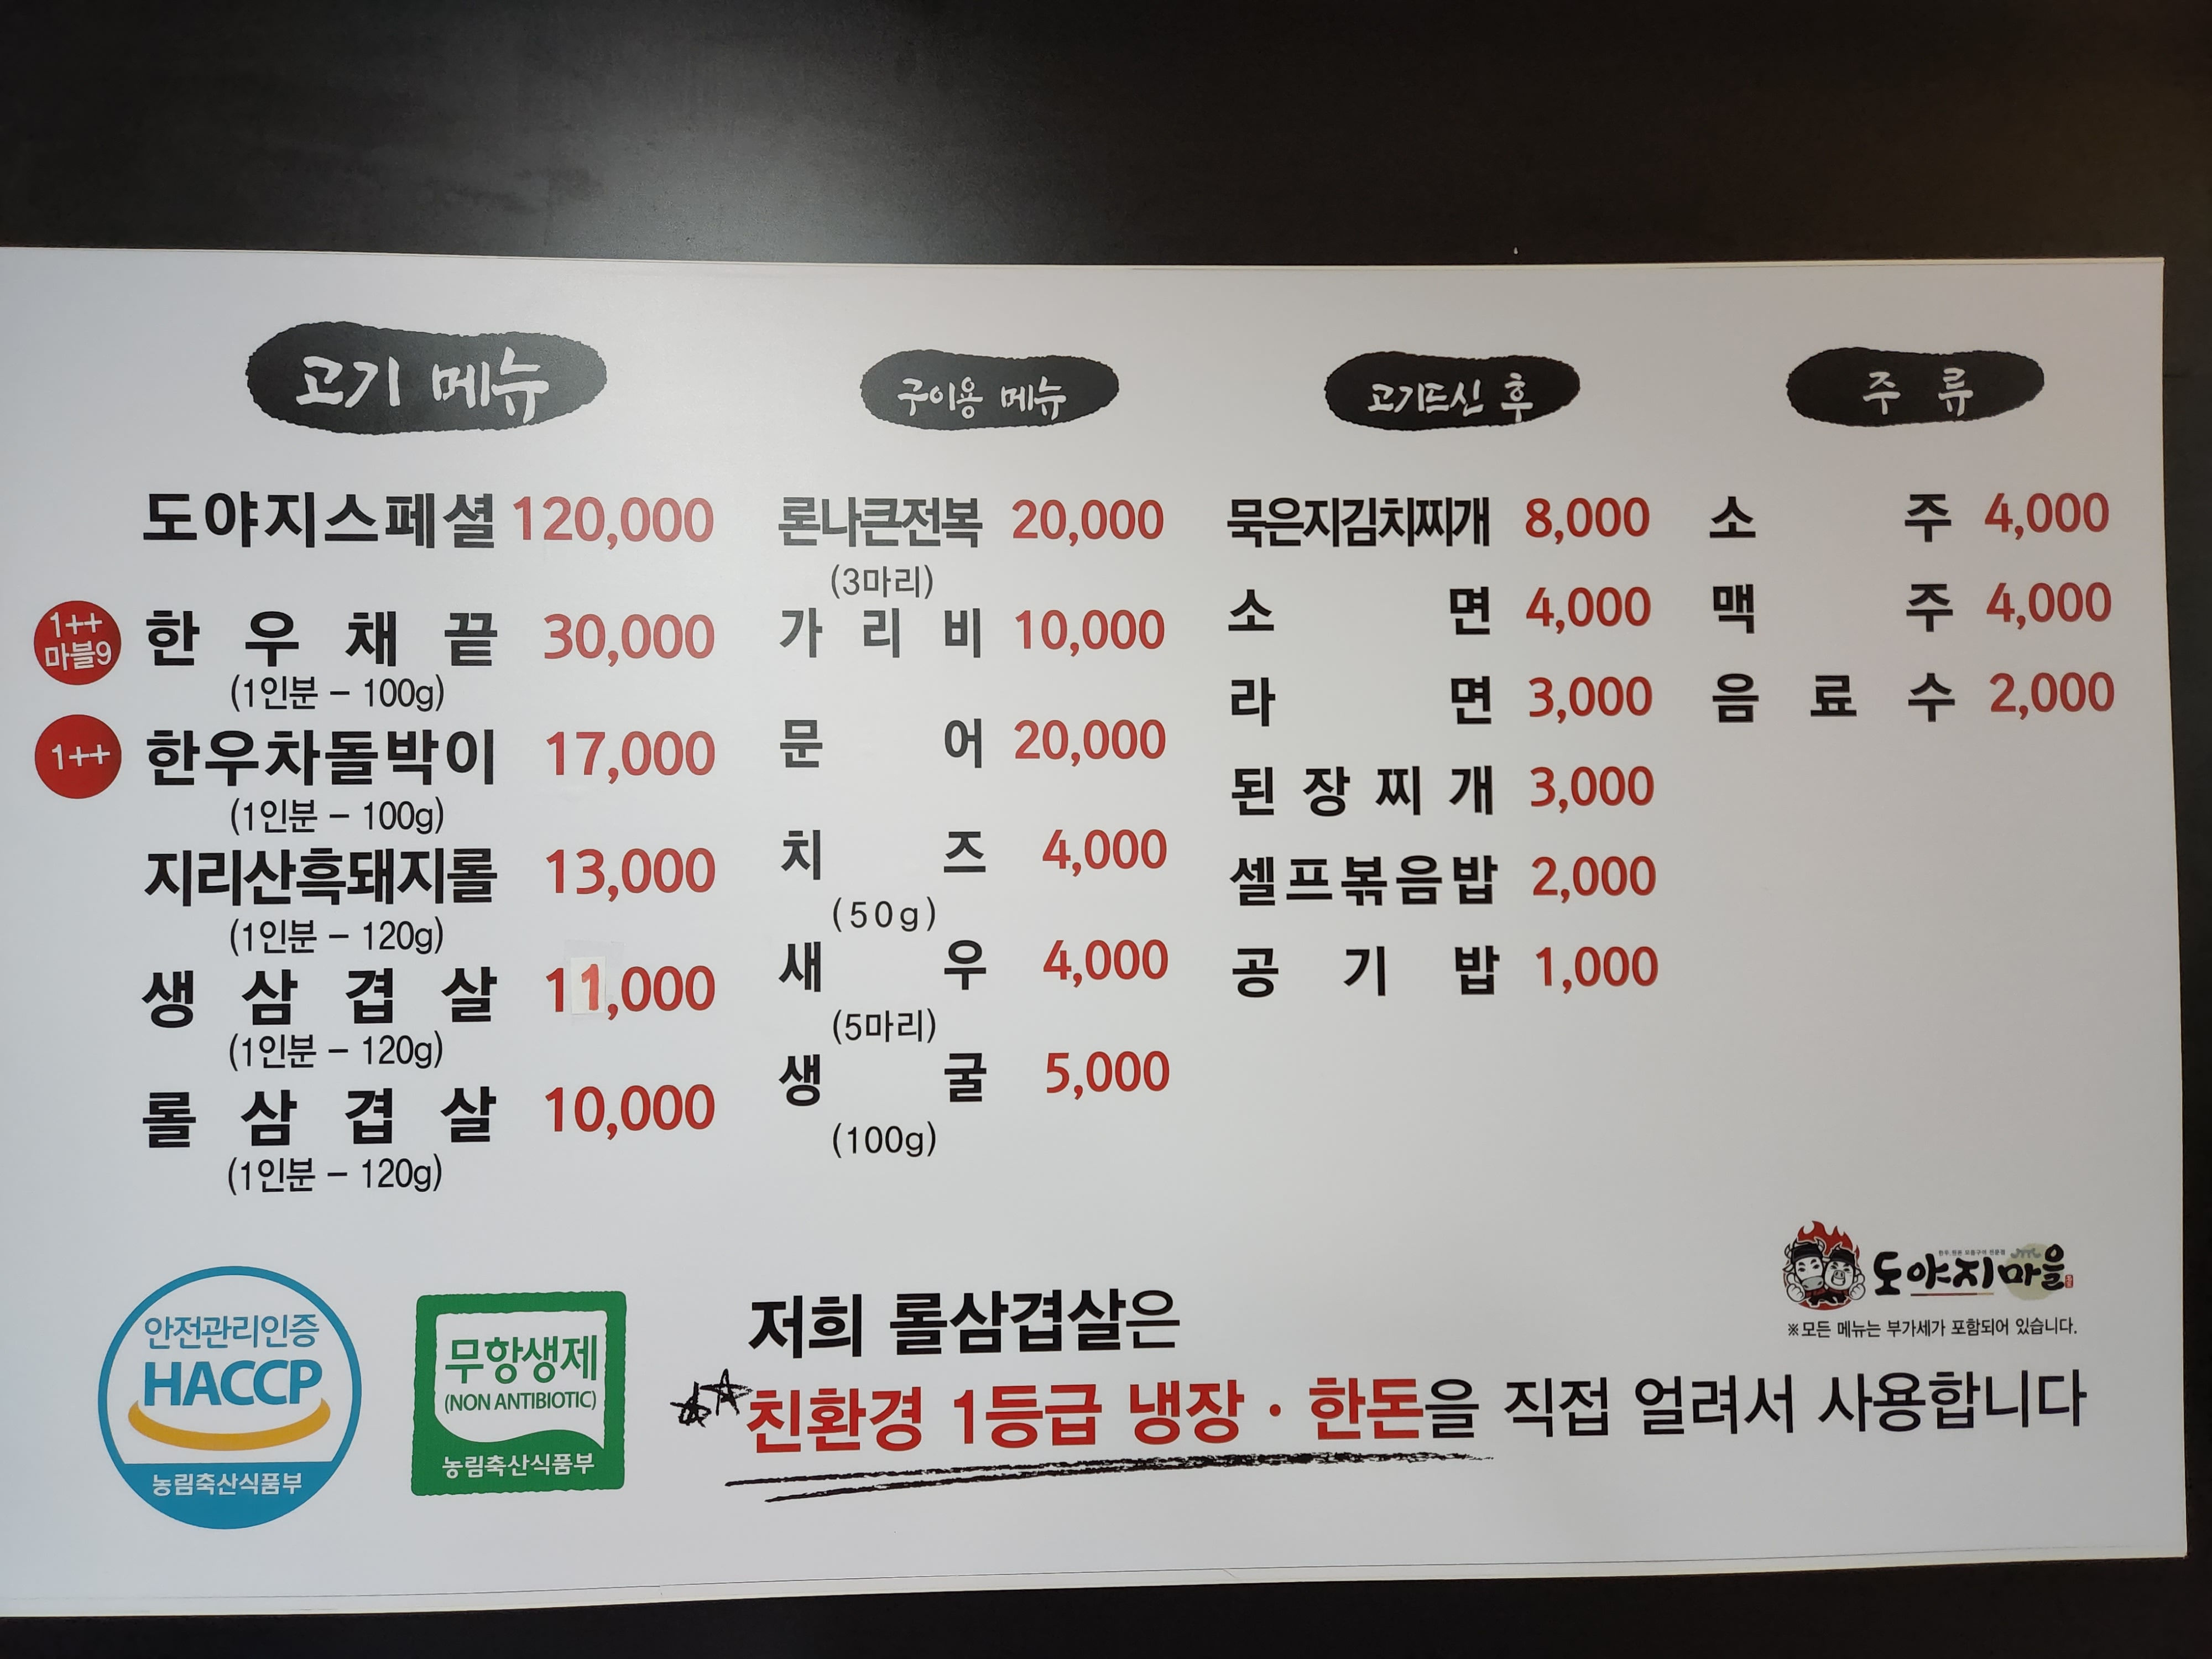 고기 메뉴
도야지스페셜 120,000
1++
마블9
한우채끝 30,000
(1인분 - 100g)
1++
한우차돌박이 17,000
(1인분 - 100g)
지리산흑돼지롤 13,000
(1인분 - 120g)
생삼겹살 11,000
(1인분 - 120g)
롤삼겹살 10,000
(1인분 - 120g)
구이용 메뉴
론나큰전복 20,000
(3마리)
가리비 10,000
문어 20,000
치즈 4,000
(50g)
새우 4,000
(5마리)
생굴 5,000
(100g)
고기드신 후
묵은지김치찌개 8,000
소면 4,000
라면 3,000
된장찌개 3,000
셀프볶음밥 2,000
공기밥 1,000
주류
소주 4,000
맥주 4,000
음료수 2,000
도야지마을
※모든 메뉴는 부가세가 포함되어 있습니다.
안전관리인증
HACCP
농림축산식품부
무항생제
(NON ANTIBIOTIC)
농림축산식품부
저희 롤삼겹살은
친환경 1등급 냉장·한돈을 직접 얼려서 사용합니다